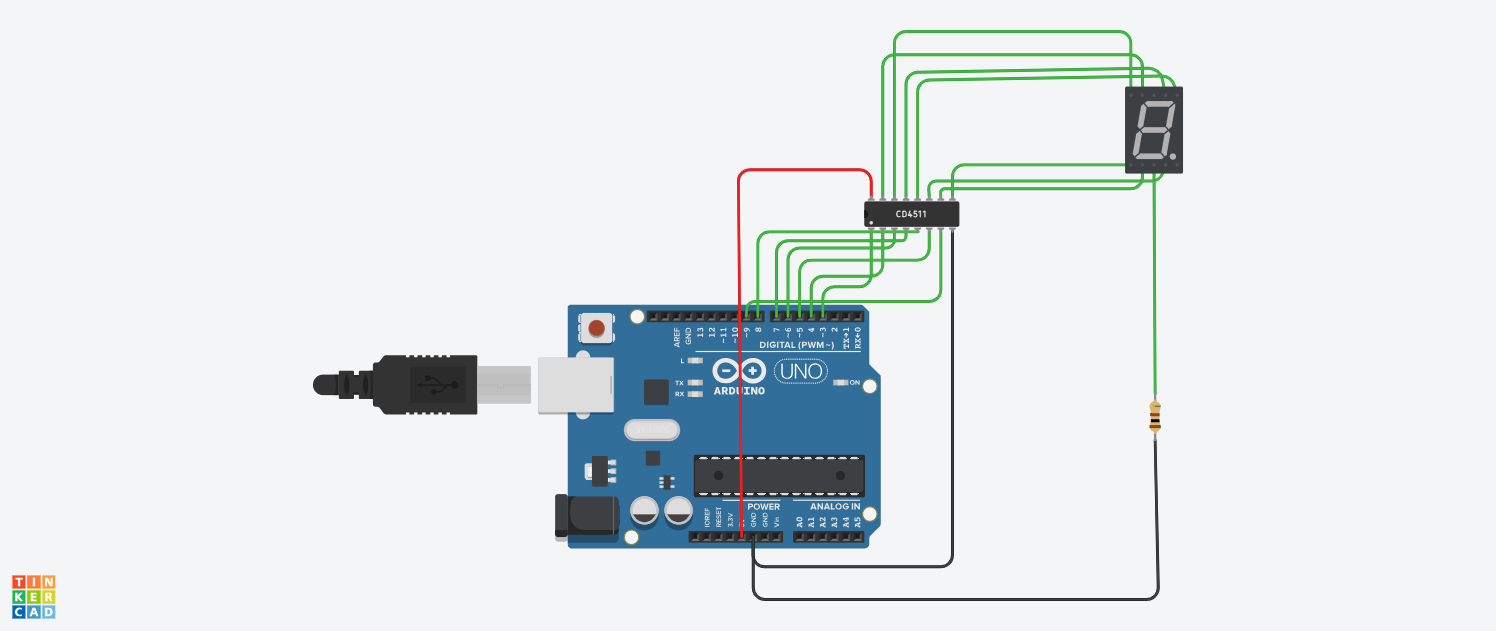 CD4511
AREF
GND
13
12
~11
~10
~9
8
7
~6
~5
4
~3
2
TX→1
RX←0
DIGITAL (PWM~)
L
TX
RX
ARDUINO
UNO
ON
POWER
ANALOG IN
IOREF
RESET
3.3V
GND
GND
Vin
A0
A1
A2
A3
A4
A5
TIN
KER
CAD